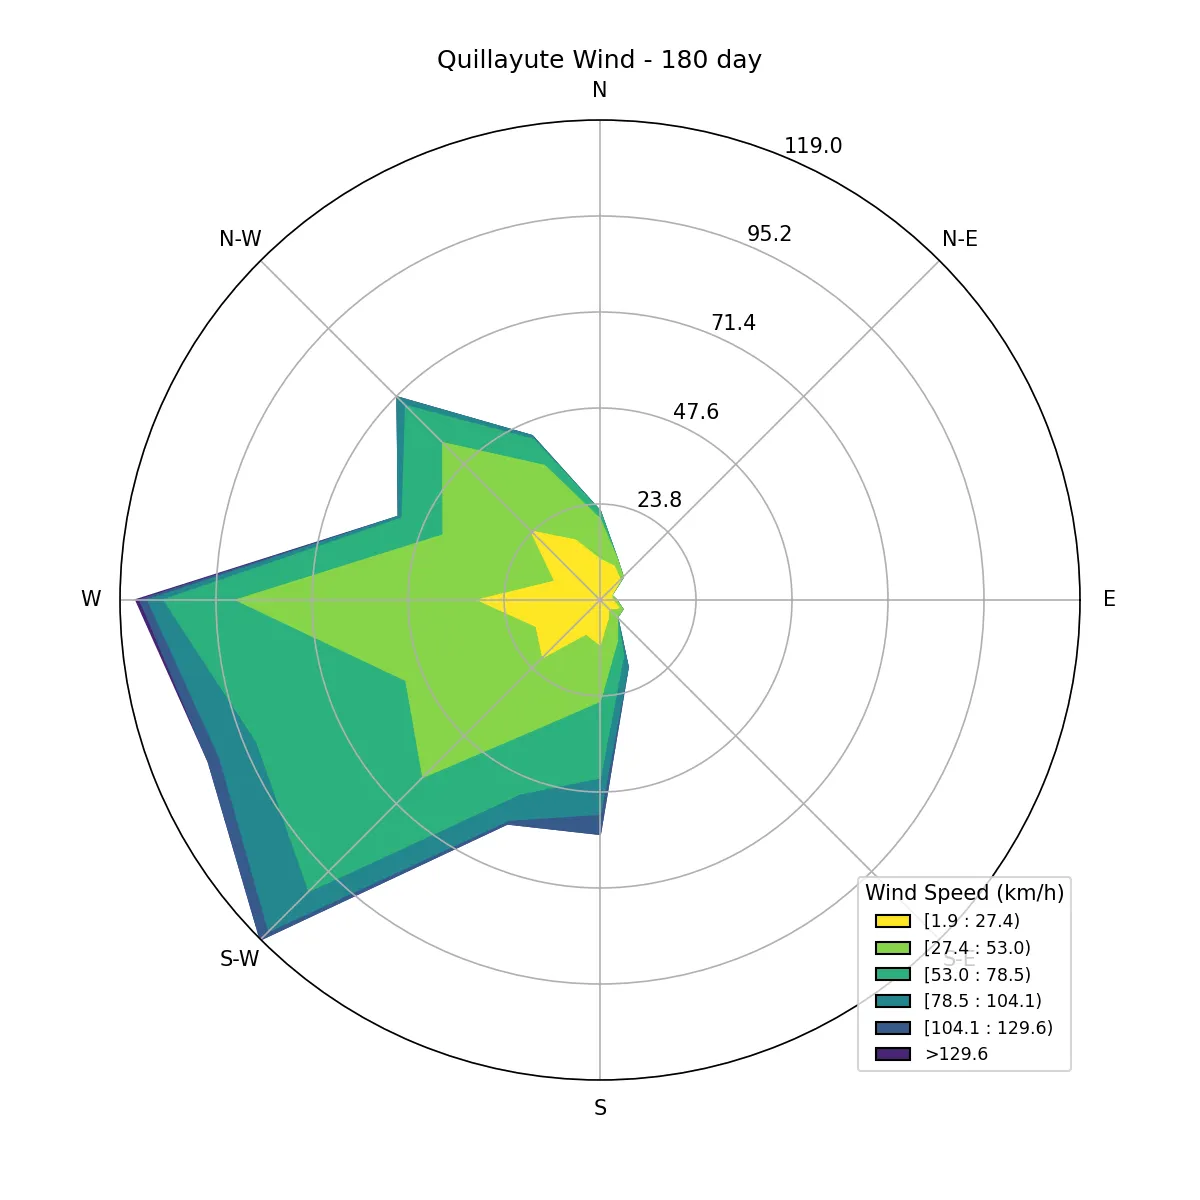 Quillayute Wind - 180 day
N
119.0
95.2
N-W
N-E
71.4
47.6
23.8
W
E
S-W
S-E
Wind Speed (km/h)
[1.9 : 27.4)
[27.4 : 53.0)
[53.0 : 78.5)
[78.5 : 104.1)
[104.1 : 129.6)
>129.6
S